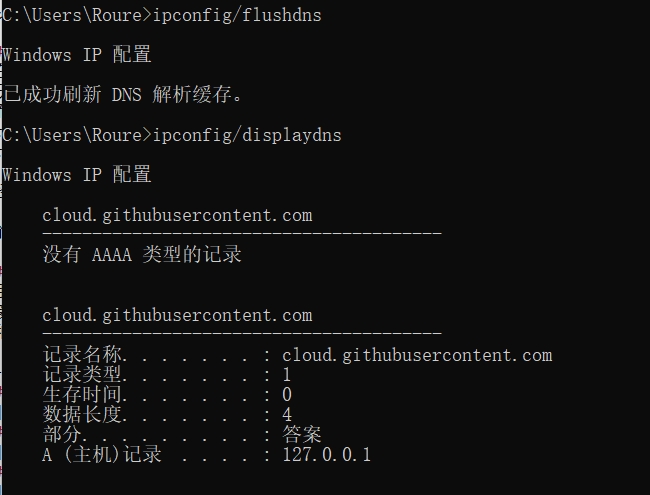 C:\Users\Roure>ipconfig/flushdns
Windows IP 配置
已成功刷新 DNS 解析缓存。
C:\Users\Roure>ipconfig/displaydns
Windows IP 配置
cloud.githubusercontent.com
----------------------------------------
没有 AAAA 类型的记录
cloud.githubusercontent.com
----------------------------------------
记录名称. . . . . . . : cloud.githubusercontent.com
记录类型. . . . . . . : 1
生存时间. . . . . . . : 0
数据长度. . . . . . . : 4
部分. . . . . . . . . : 答案
A (主机)记录 . . . . : 127.0.0.1